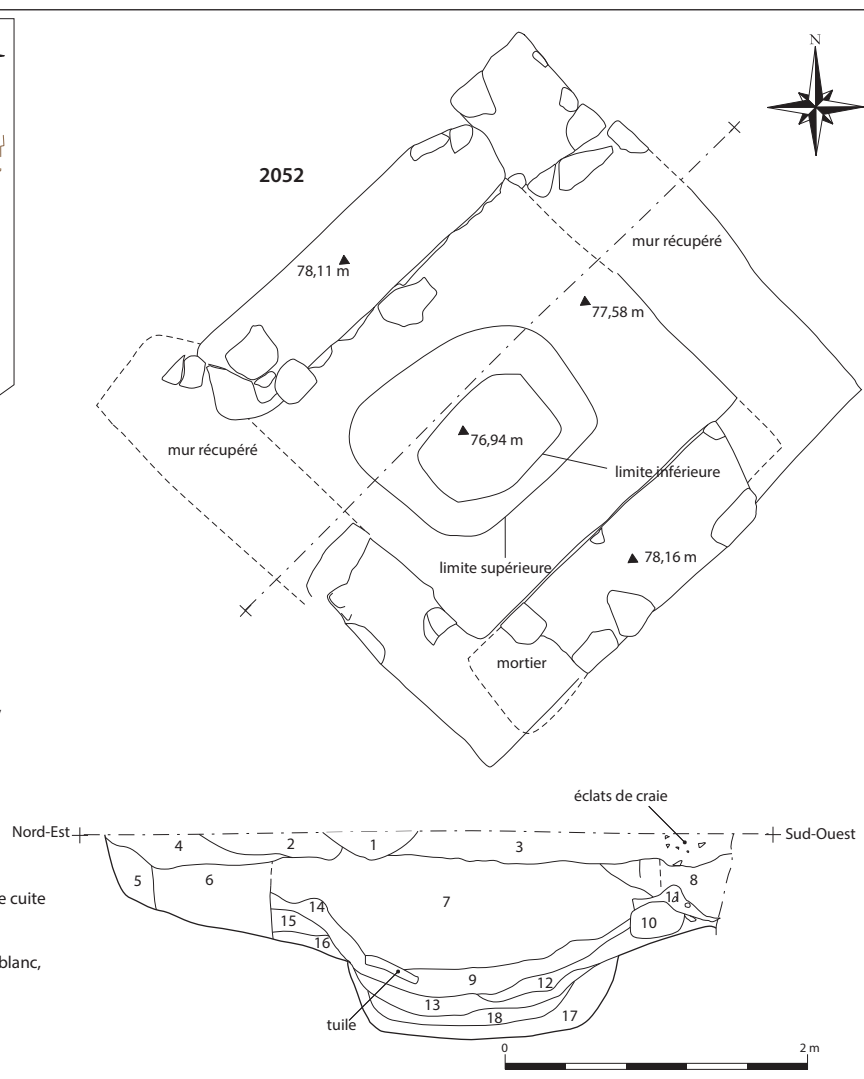 N
2052
mur récupéré
78,11 m
77,58 m
76,94 m
mur récupéré
limite inférieure
78,16 m
limite supérieure
mortier
éclats de craie
Nord-Est
Sud-Ouest
4
2
1
3
5
6
7
8
e cuite
14
11
15
10
16
blanc,
9
12
13
18
17
tuile
0
2 m